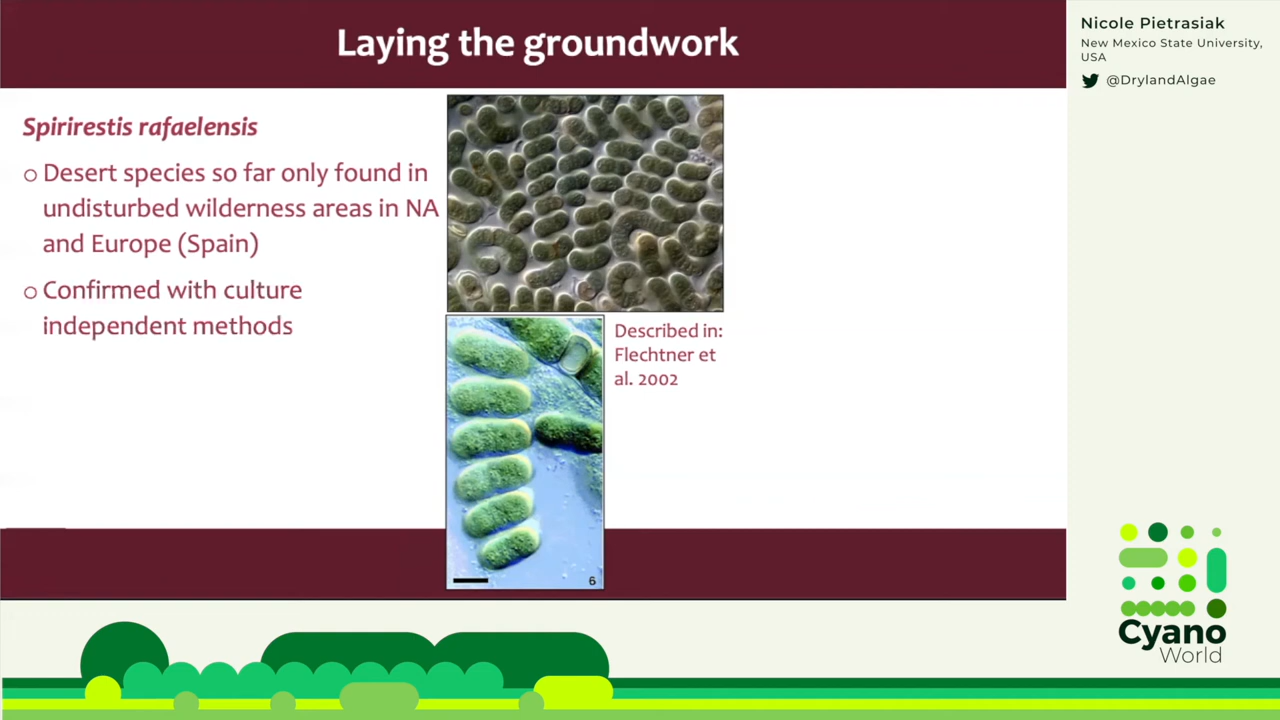 Laying the groundwork
Nicole Pietrasiak
New Mexico State University,
USA
@DrylandAlgae
Spirirestis rafaelensis
Desert species so far only found in
undisturbed wilderness areas in NA
and Europe (Spain)
Confirmed with culture
independent methods
Described in:
Flechtner et
al. 2002
6
Cyano
World